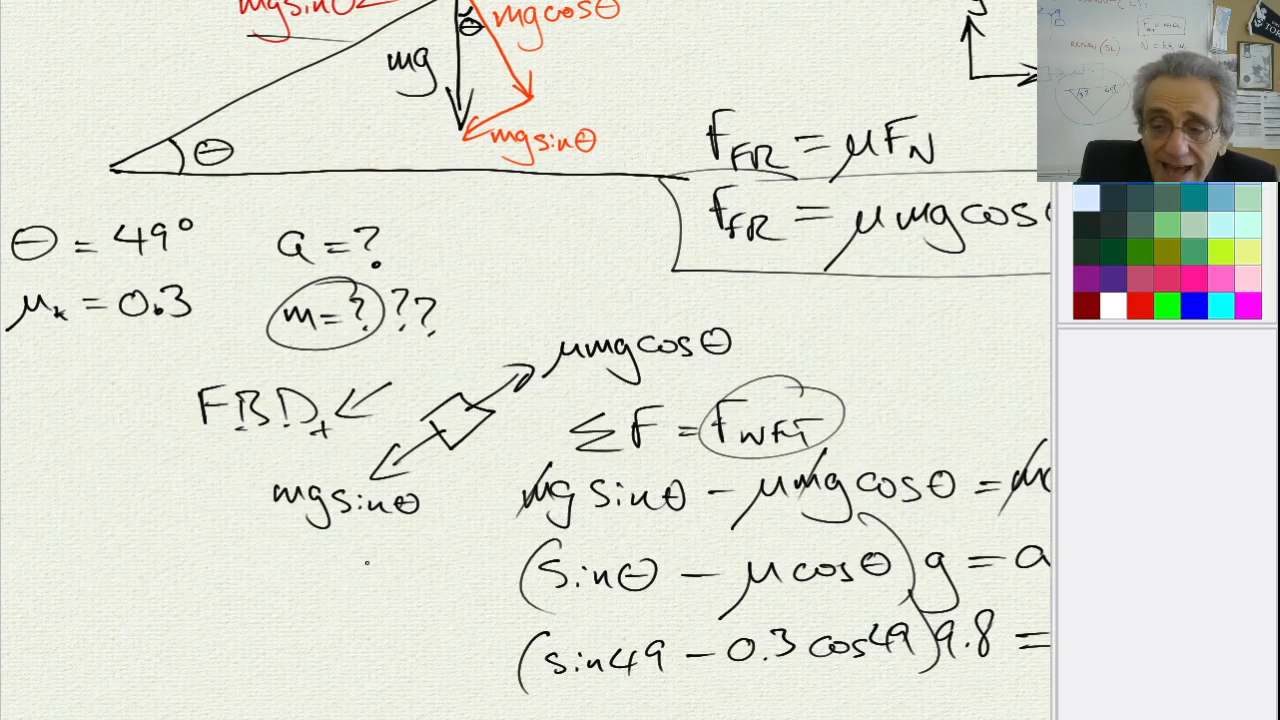 mgsinθ
mgcosθ
θ
mg
mgsinθ
θ
F_FR = μF_N
F_FR = μmgcos
θ = 49° a = ?
μ_k = 0.3 m = ? ??
μmgcosθ
FBD +
ΣF = F_NET
mgsinθ
mgsinθ - μmgcosθ =
(sinθ - μcosθ)g = a
(sin49 - 0.3cos49)9.8 =